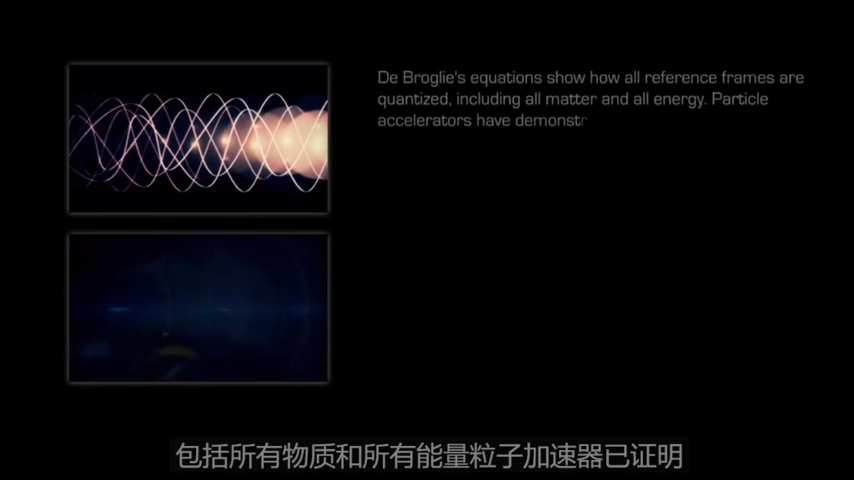 De Broglie's equations show how all reference frames are
quantized, including all matter and all energy. Particle
accelerators have demonstr
包括所有物质和所有能量粒子加速器已证明